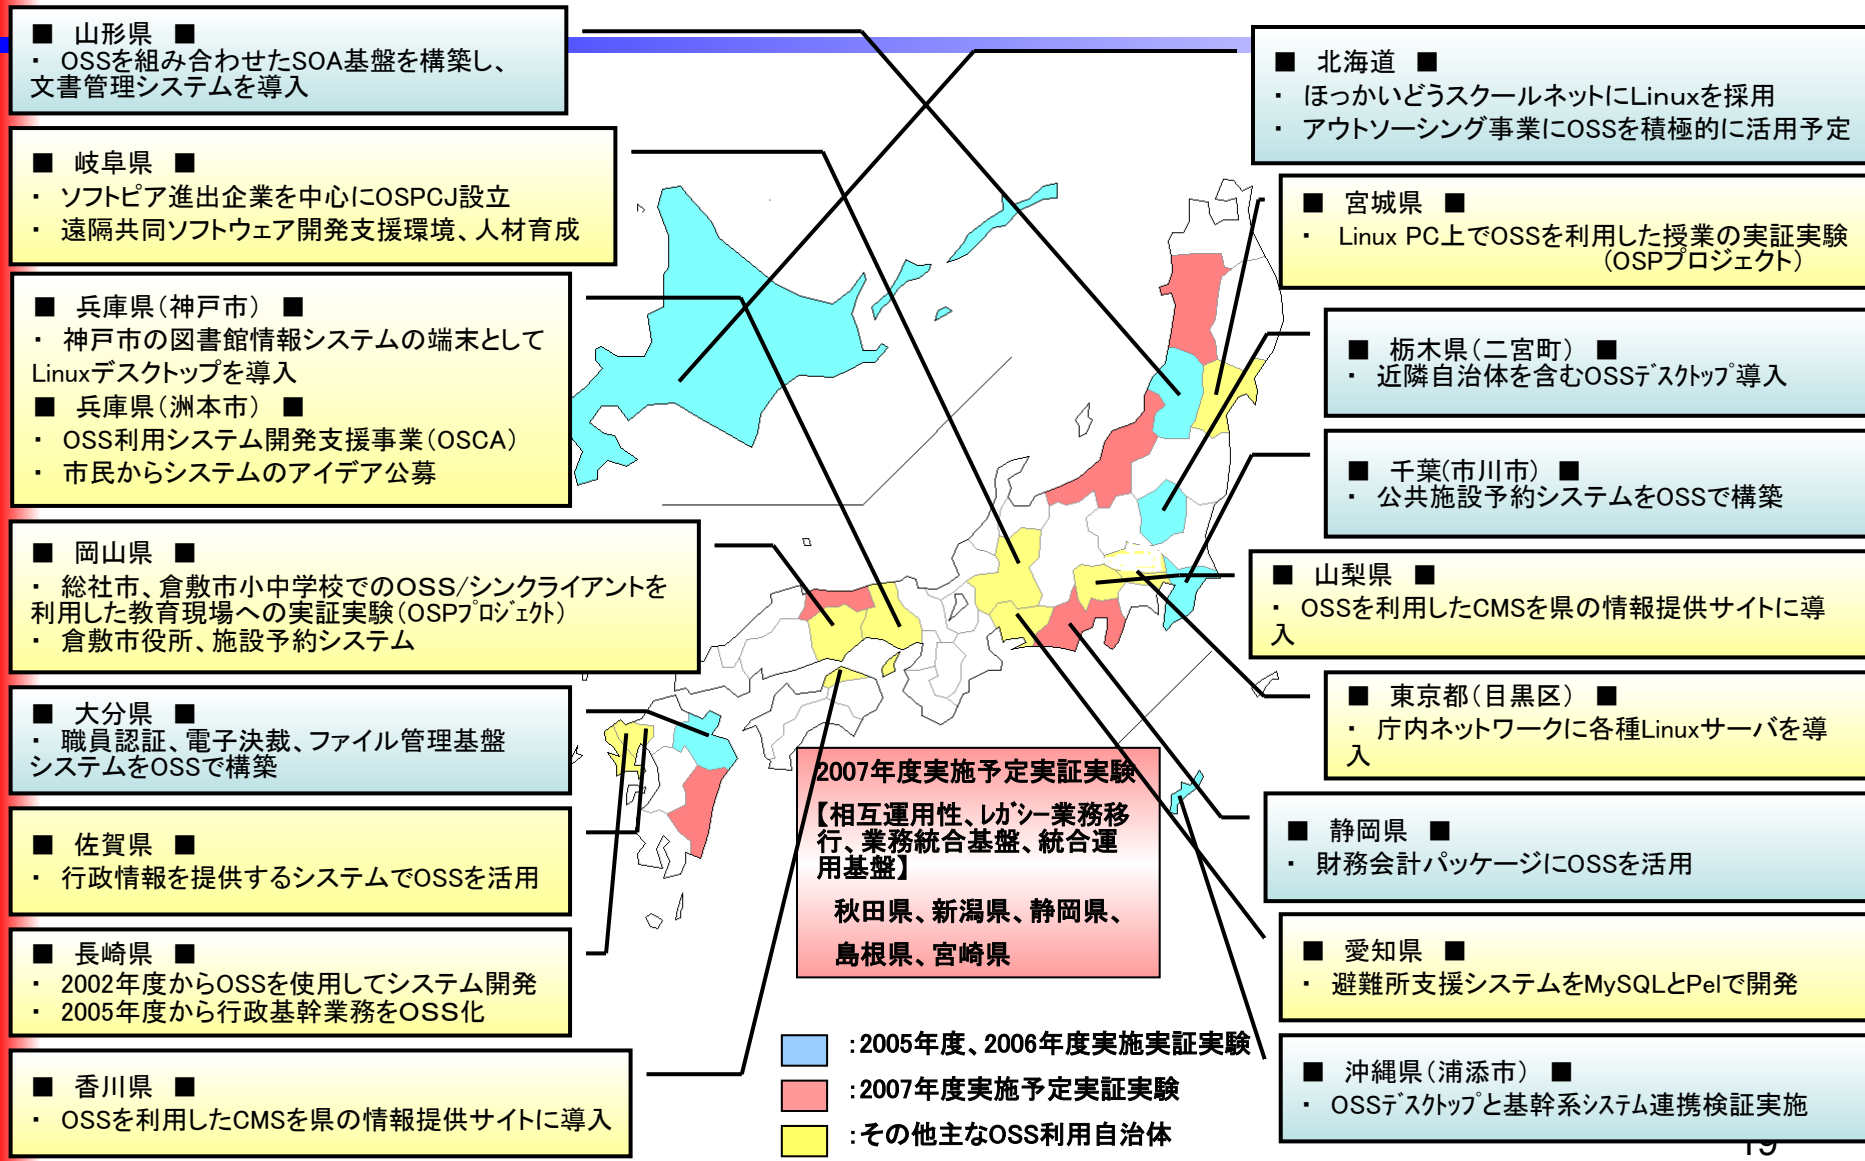 ■ 山形県 ■
・ OSSを組み合わせたSOA基盤を構築し、
文書管理システムを導入
■ 岐阜県 ■
・ ソフトピア進出企業を中心にOSPCJ設立
・ 遠隔共同ソフトウェア開発支援環境、人材育成
■ 兵庫県(神戸市) ■
・ 神戸市の図書館情報システムの端末として
Linuxデスクトップを導入
■ 兵庫県(洲本市) ■
・ OSS利用システム開発支援事業(OSCA)
・ 市民からシステムのアイデア公募
■ 岡山県 ■
・ 総社市、倉敷市小中学校でのOSS/シンクライアントを
利用した教育現場への実証実験(OSPプロジェクト)
・ 倉敷市役所、施設予約システム
■ 大分県 ■
・ 職員認証、電子決裁、ファイル管理基盤
システムをOSSで構築
■ 佐賀県 ■
・ 行政情報を提供するシステムでOSSを活用
■ 長崎県 ■
・ 2002年度からOSSを使用してシステム開発
・ 2005年度から行政基幹業務をOSS化
■ 香川県 ■
・ OSSを利用したCMSを県の情報提供サイトに導入
■ 北海道 ■
・ ほっかいどうスクールネットにLinuxを採用
・ アウトソーシング事業にOSSを積極的に活用予定
■ 宮城県 ■
・ Linux PC上でOSSを利用した授業の実証実験
(OSPプロジェクト)
■ 栃木県(二宮町) ■
・ 近隣自治体を含むOSSデスクトップ導入
■ 千葉(市川市) ■
・ 公共施設予約システムをOSSで構築
■ 山梨県 ■
・ OSSを利用したCMSを県の情報提供サイトに導
入
■ 東京都(目黒区) ■
・ 庁内ネットワークに各種Linuxサーバを導
入
■ 静岡県 ■
・ 財務会計パッケージにOSSを活用
■ 愛知県 ■
・ 避難所支援システムをMySQLとPelで開発
■ 沖縄県(浦添市) ■
・ OSSデスクトップと基幹系システム連携検証実施
2007年度実施予定実証実験
【相互運用性、レガシー業務移
行、業務統合基盤、統合運
用基盤】
秋田県、新潟県、静岡県、
島根県、宮崎県
:2005年度、2006年度実施実証実験
:2007年度実施予定実証実験
:その他主なOSS利用自治体
19